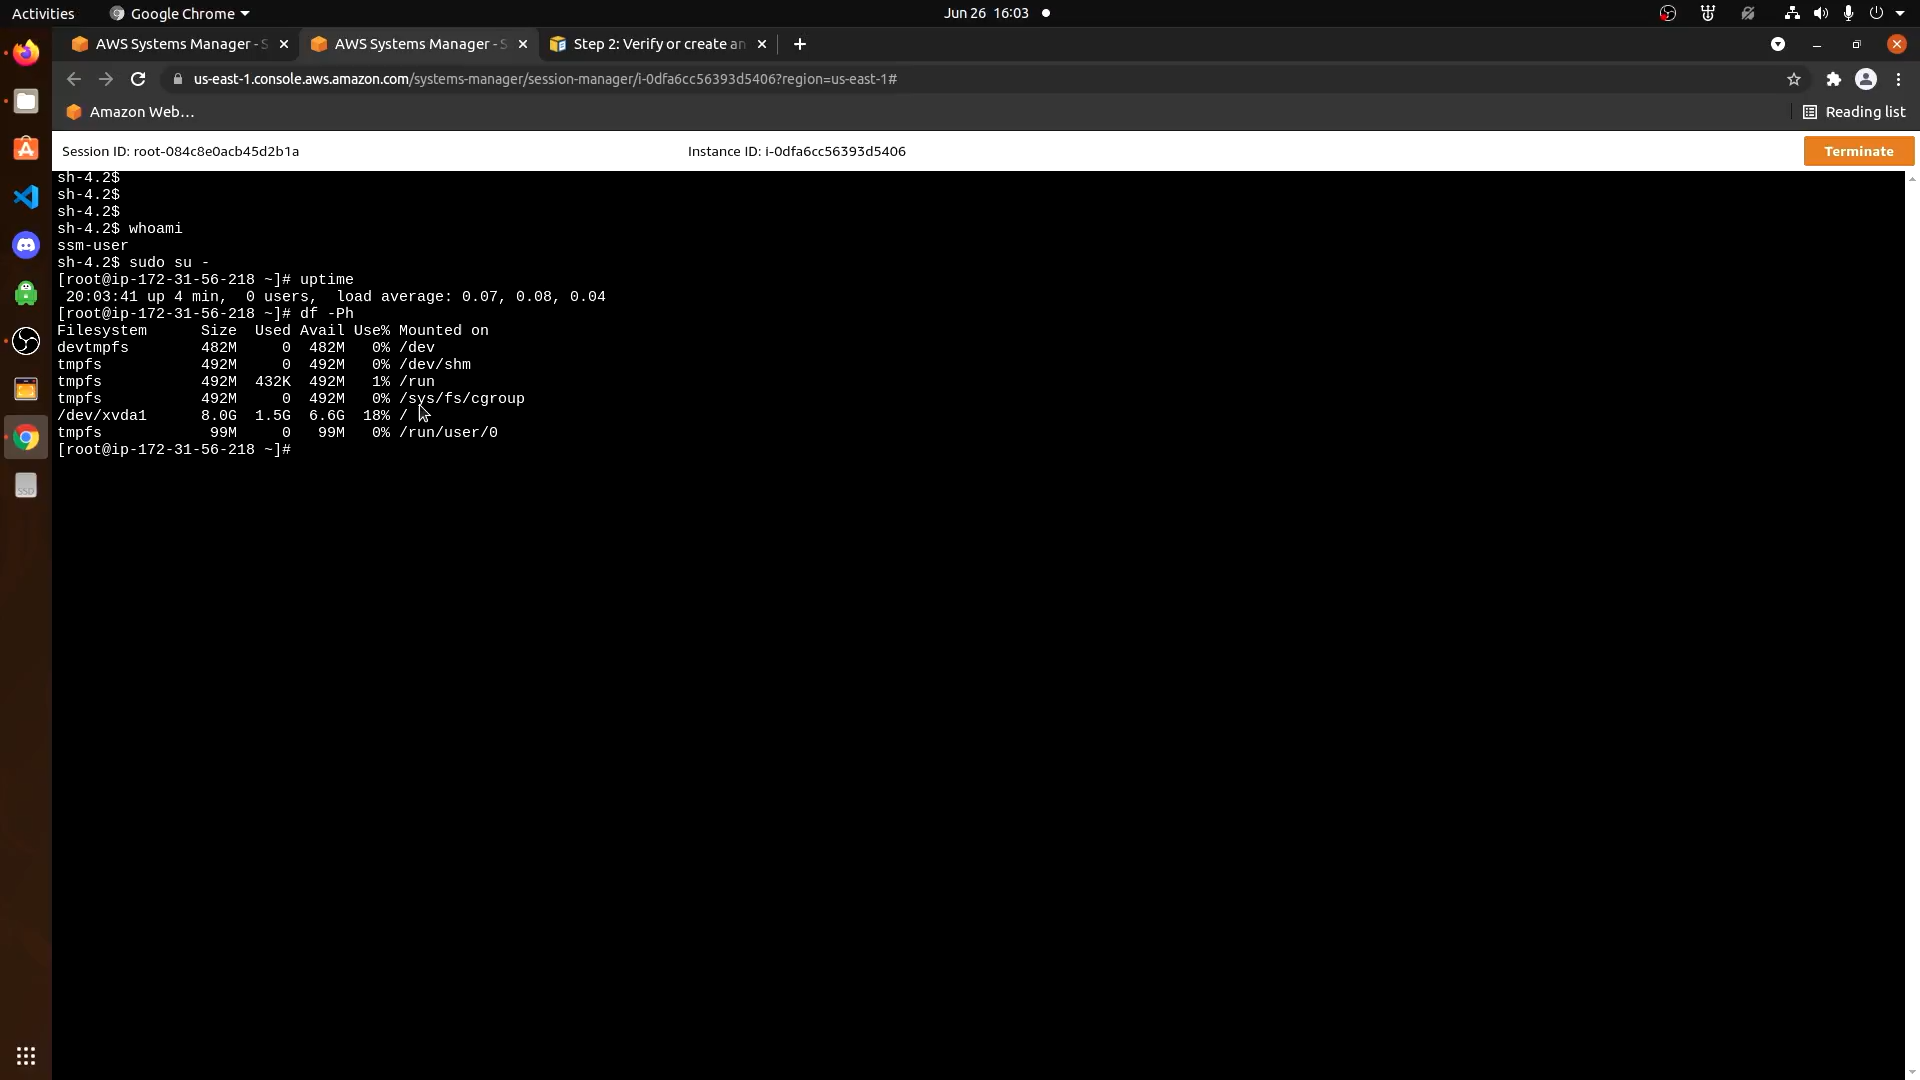 Activities
Google Chrome
Jun 26 16:03
AWS Systems Manager - S
AWS Systems Manager - S
Step 2: Verify or create an
us-east-1.console.aws.amazon.com/systems-manager/session-manager/i-0dfa6cc56393d5406?region=us-east-1#
Amazon Web…
Reading list
Session ID: root-084c8e0acb45d2b1a
Instance ID: i-0dfa6cc56393d5406
Terminate
sh-4.2$
sh-4.2$
sh-4.2$
sh-4.2$ whoami
ssm-user
sh-4.2$ sudo su -
[root@ip-172-31-56-218 ~]# uptime
 20:03:41 up 4 min,  0 users,  load average: 0.07, 0.08, 0.04
[root@ip-172-31-56-218 ~]# df -Ph
Filesystem      Size  Used Avail Use% Mounted on
devtmpfs        482M     0  482M   0% /dev
tmpfs           492M     0  492M   0% /dev/shm
tmpfs           492M  432K  492M   1% /run
tmpfs           492M     0  492M   0% /sys/fs/cgroup
/dev/xvda1      8.0G  1.5G  6.6G  18% /
tmpfs            99M     0   99M   0% /run/user/0
[root@ip-172-31-56-218 ~]#
SSD